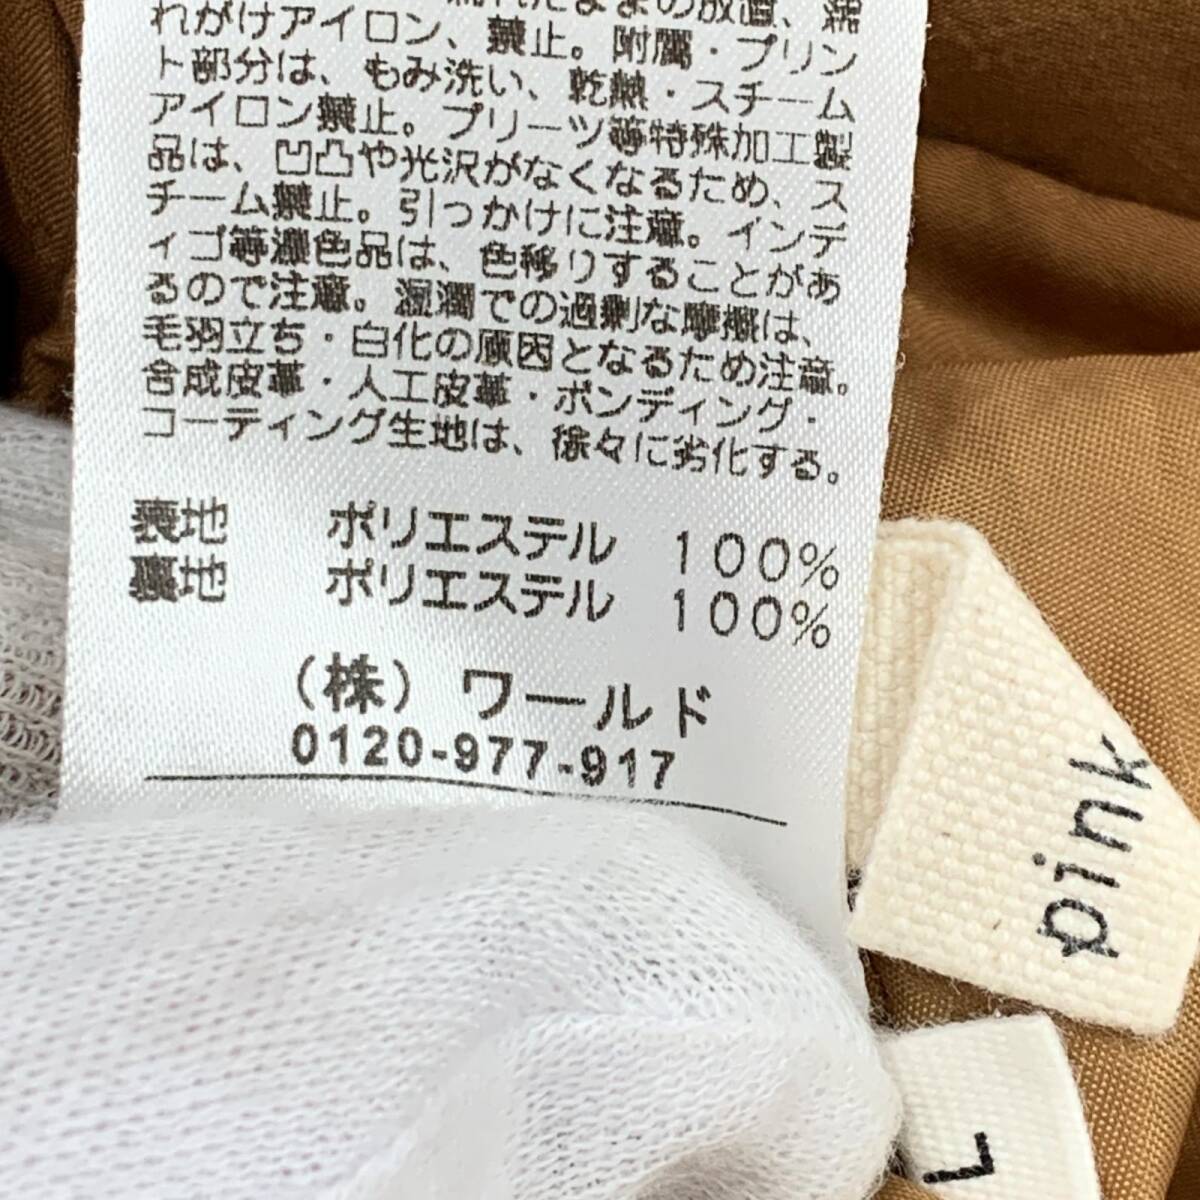 濡れたままの放置、濡
れがけアイロン、禁止。附属・プリン
ト部分は、もみ洗い、乾熱・スチーム
アイロン禁止。プリーツ等特殊加工製
品は、凹凸や光沢がなくなるため、ス
チーム禁止。引っかけに注意。インデ
ィゴ等濃色品は、色移りすることがあ
るので注意。湿潤での過剰な摩擦は、
毛羽立ち・白化の原因となるため注意。
合成皮革・人工皮革・ボンディング・
コーティング生地は、徐々に劣化する。
表地 ポリエステル 100%
裏地 ポリエステル 100%
(株) ワールド
0120-977-917
pink
L